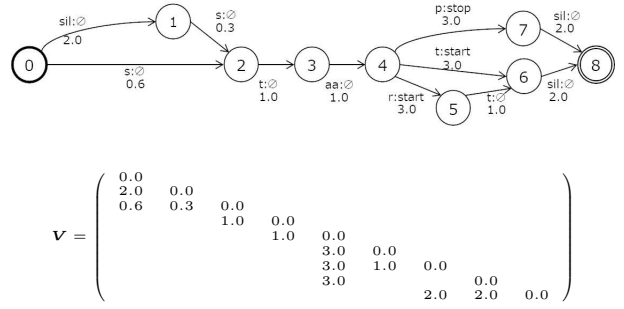 sil:∅
2.0
s:∅
0.3
p:stop
3.0
sil:∅
2.0
0
1
2
3
4
5
6
7
8
s:∅
0.6
t:∅
1.0
aa:∅
1.0
t:start
3.0
r:start
3.0
t:∅
1.0
sil:∅
2.0
V =
0.0
2.0 0.0
0.6 0.3 0.0
1.0 0.0
1.0 0.0
3.0 0.0
3.0 1.0 0.0
3.0 0.0
2.0 2.0 0.0